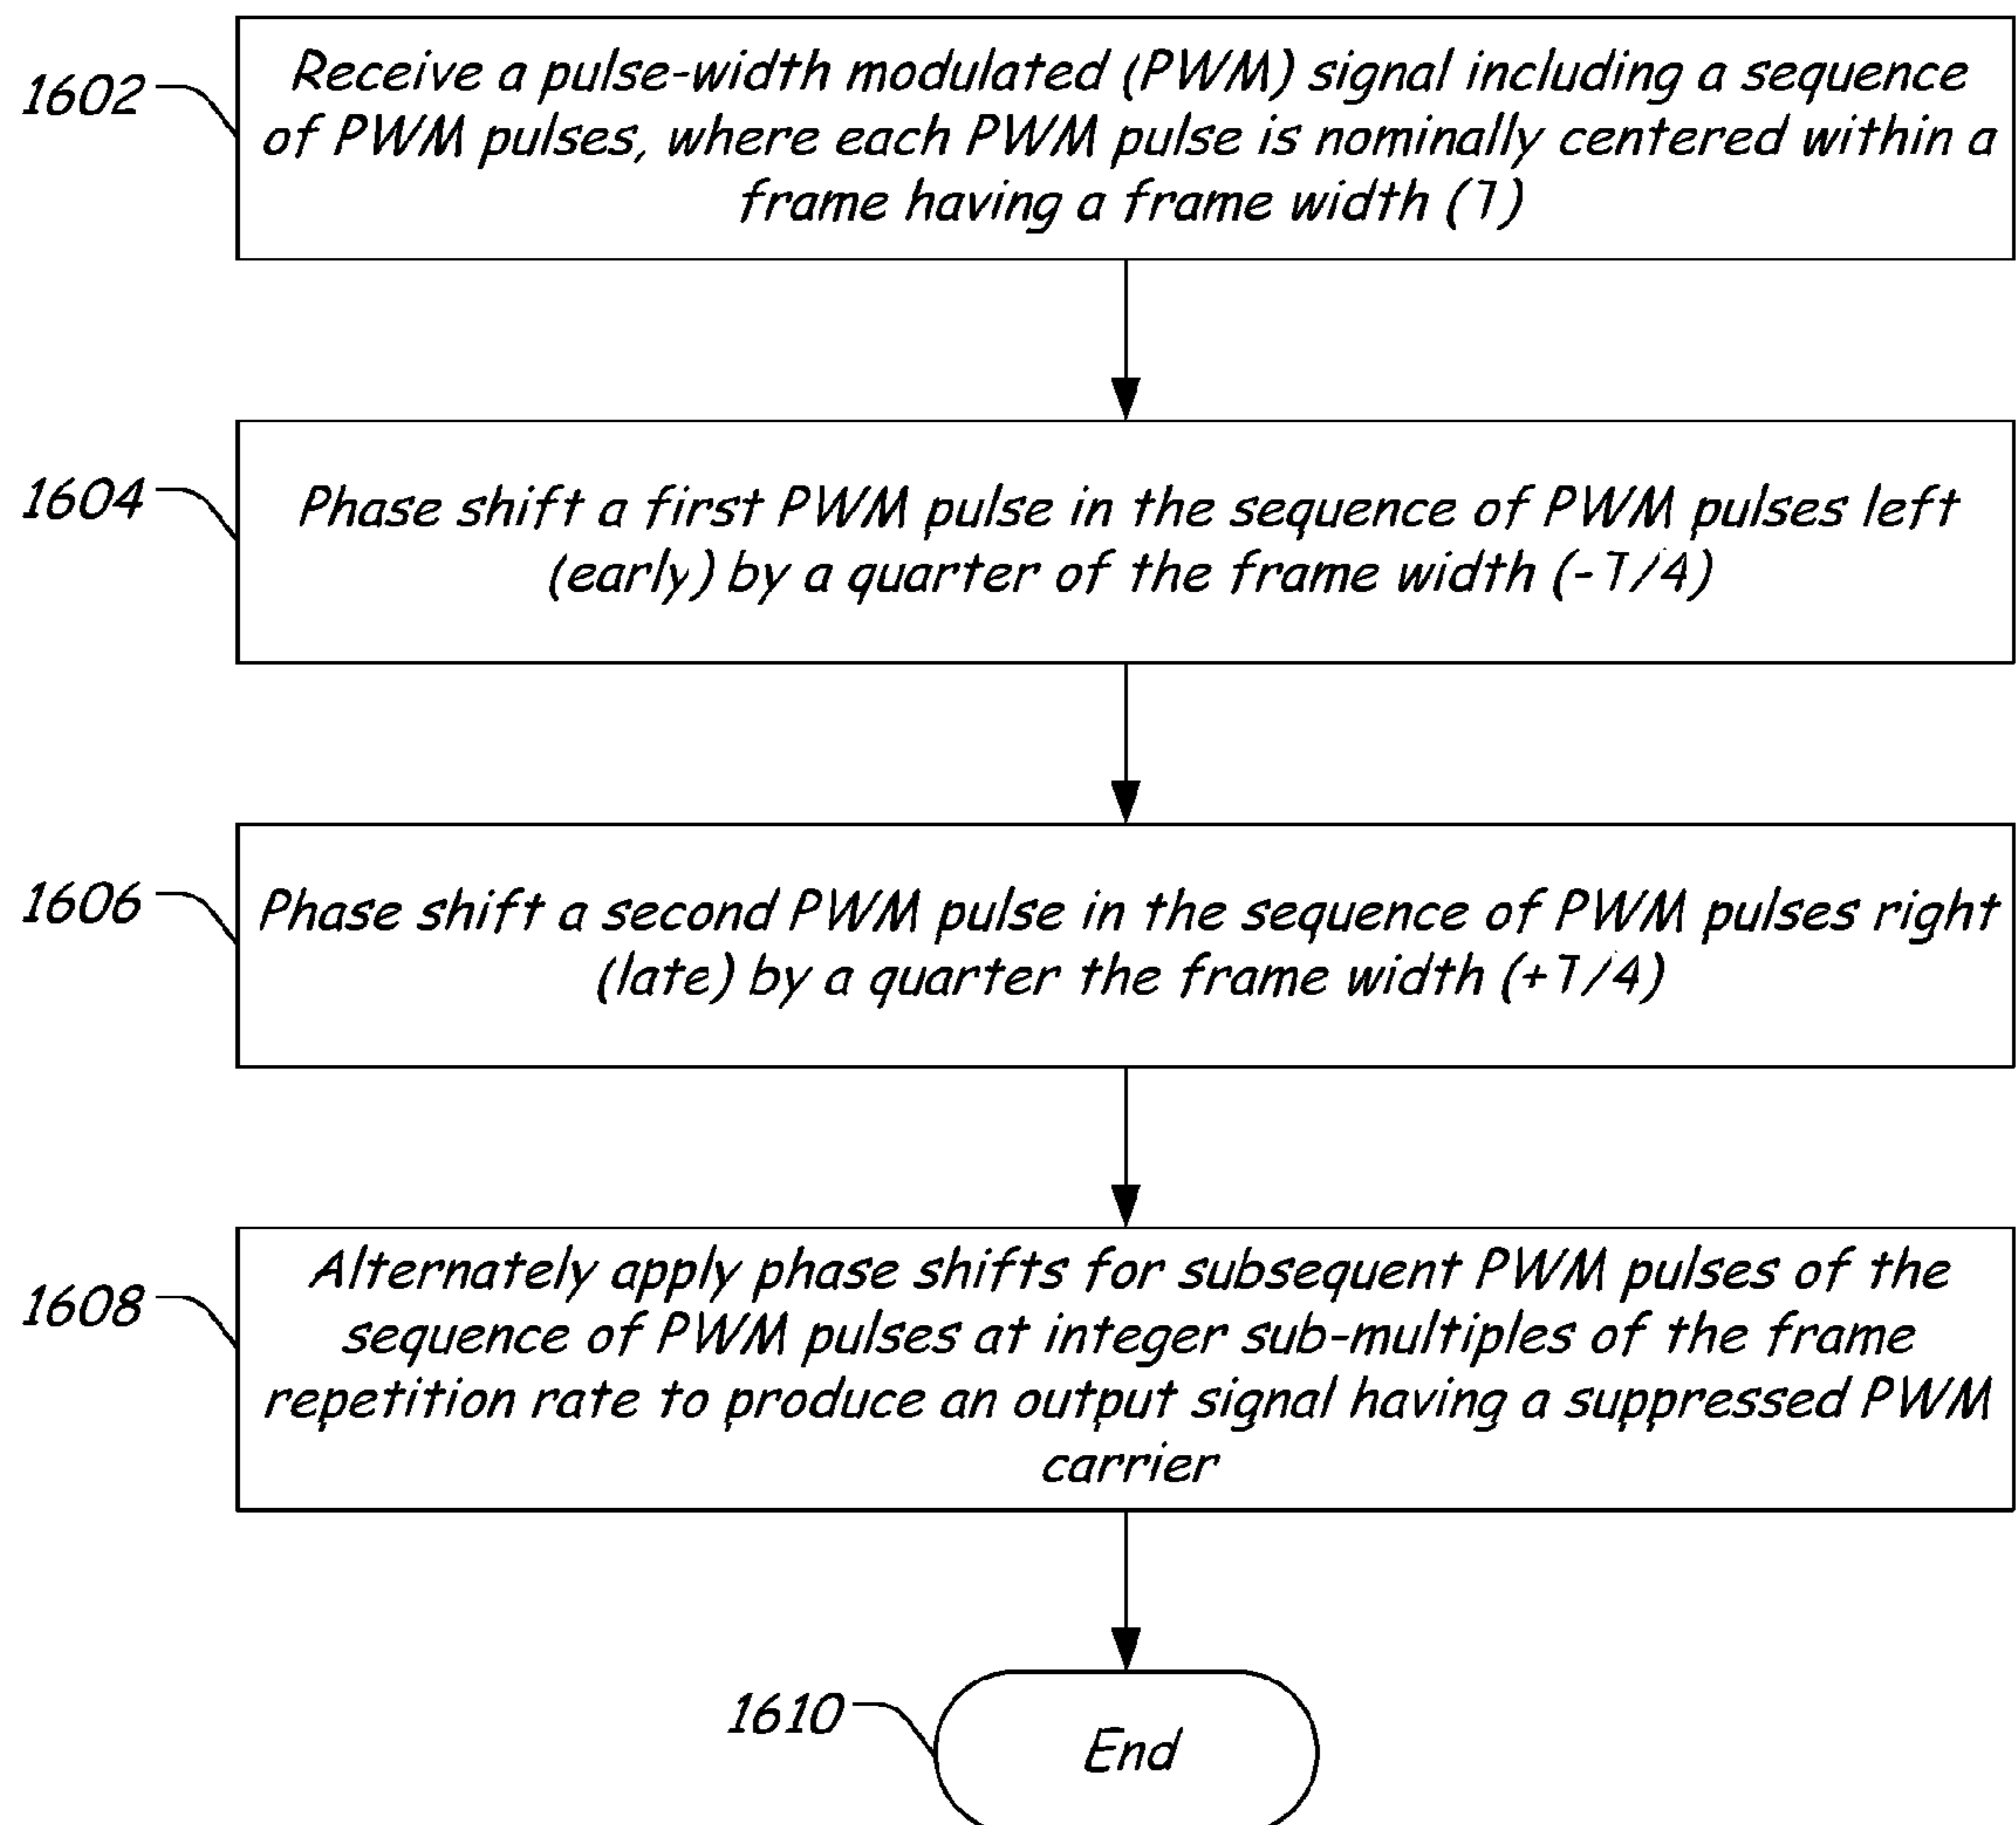 1602
Receive a pulse-width modulated (PWM) signal including a sequence
of PWM pulses, where each PWM pulse is nominally centered within a
frame having a frame width (T)
1604
Phase shift a first PWM pulse in the sequence of PWM pulses left
(early) by a quarter of the frame width (-T/4)
1606
Phase shift a second PWM pulse in the sequence of PWM pulses right
(late) by a quarter the frame width (+T/4)
1608
Alternately apply phase shifts for subsequent PWM pulses of the
sequence of PWM pulses at integer sub-multiples of the frame
repetition rate to produce an output signal having a suppressed PWM
carrier
1610
End